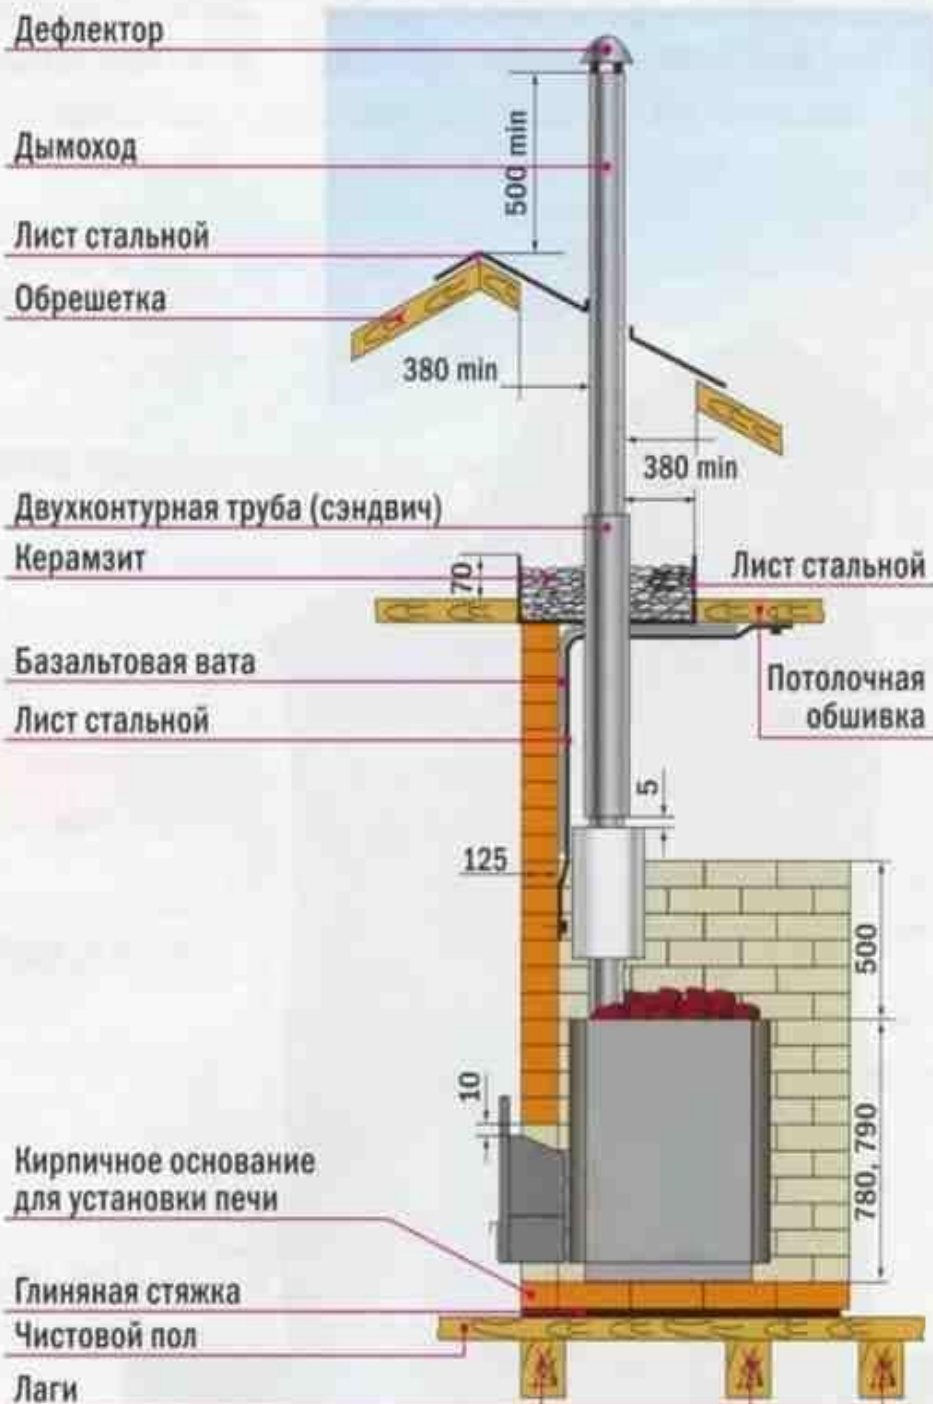 Дефлектор
500 min
Дымоход
Лист стальной
Обрешетка
380 min
380 min
Двухконтурная труба (сэндвич)
Керамзит
70
Лист стальной
Базальтовая вата
Потолочная
обшивка
Лист стальной
5
125
500
10
780, 790
Кирпичное основание
для установки печи
Глиняная стяжка
Чистовой пол
Лаги